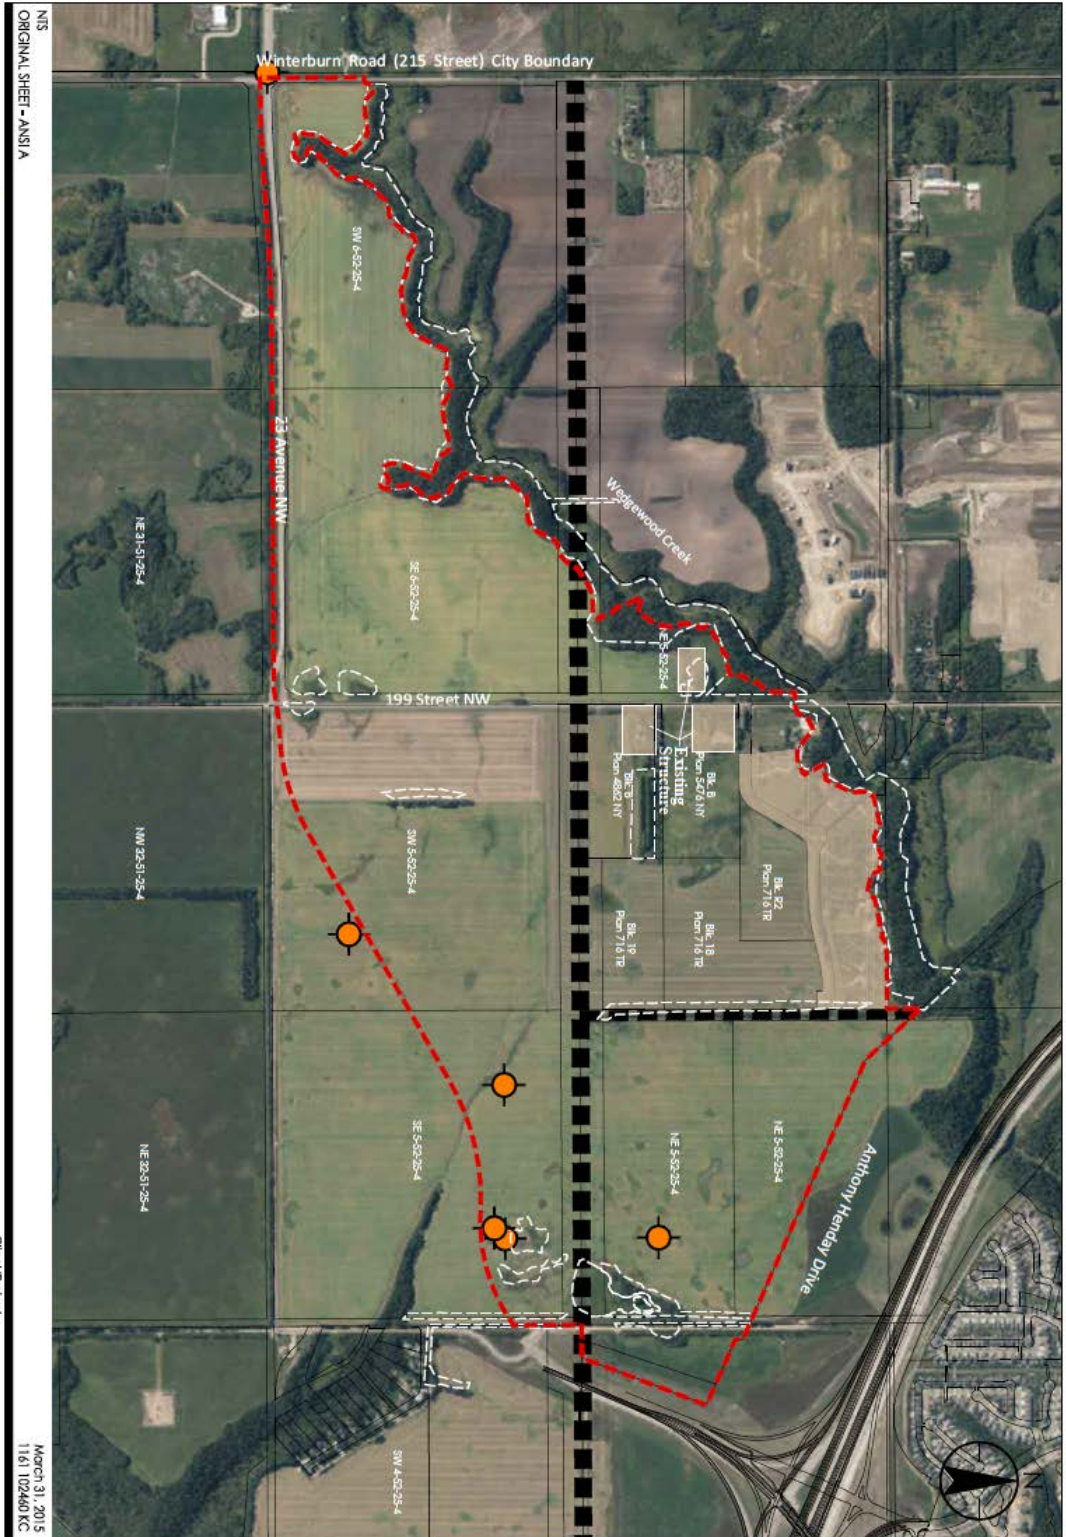 Winterburn Road (215 Street) City Boundary
SW 6-52-25-4
23 Avenue NW
Wedgewood Creek
NE 31-51-25-4
SE 6-52-25-4
NE 5-52-25-4
199 Street NW
Existing
Structure
Blk. B
Plan 5476 NY
Blk. B
Plan 4862 NY
SW 5-52-25-4
NW 32-51-25-4
Blk. R2
Plan 716 TR
Blk. 18
Plan 716 TR
Blk. 19
Plan 716 TR
NE 5-52-25-4
NE 5-52-25-4
SE 5-52-25-4
NE 32-51-25-4
Anthony Henday Drive
SW 4-52-25-4
N
NTS
ORIGINAL SHEET - ANSI A
March 31, 2015
1161 102460 KC